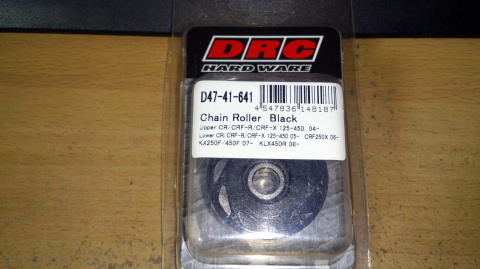 DRC
HARD WARE
D47-41-641
4 547836 148187
Chain Roller Black
Upper CR/CRF-R/CRF-X 125-450 04-
Lower CR/CRF-R/CRF-X 125-450 05- CRF250X 06-
KX250F/450F 07- KLX450R 08-